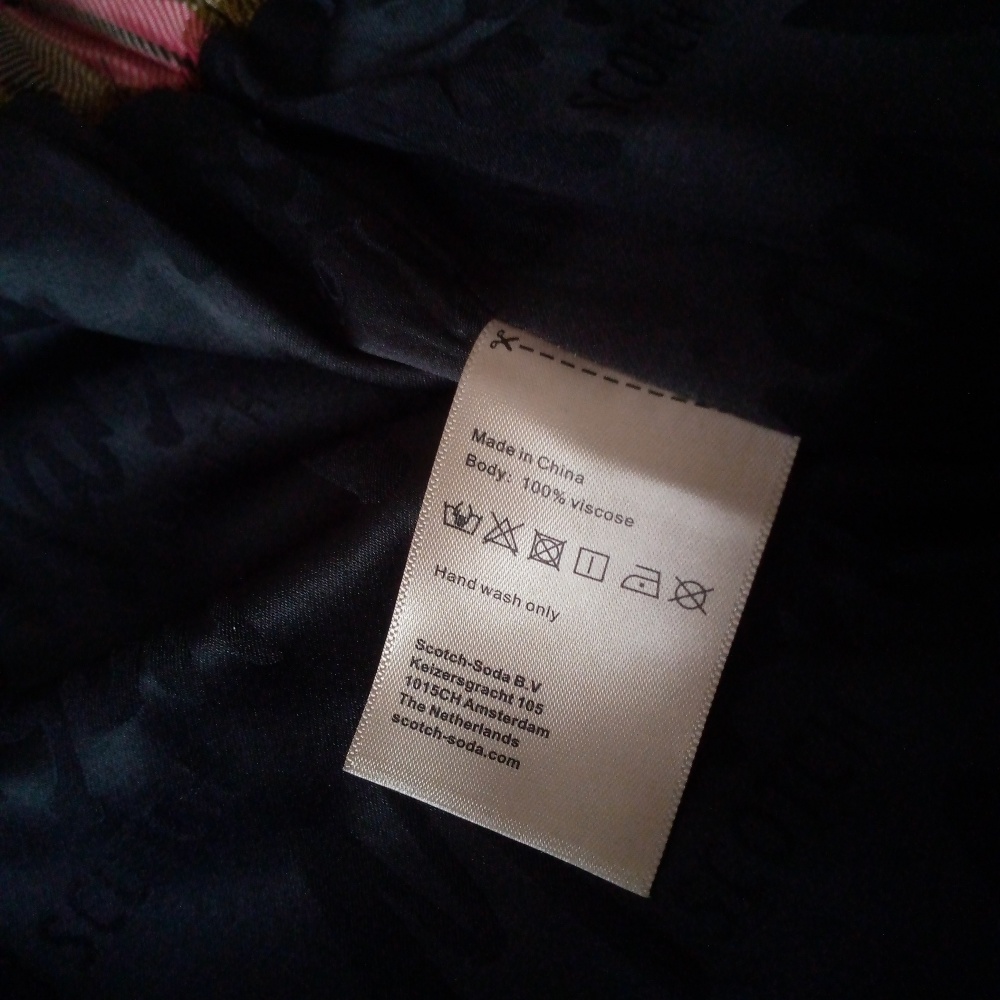 Made in China
Body: 100% viscose
Hand wash only
Scotch-Soda B.V
Keizersgracht 105
1015CH Amsterdam
The Netherlands
scotch-soda.com